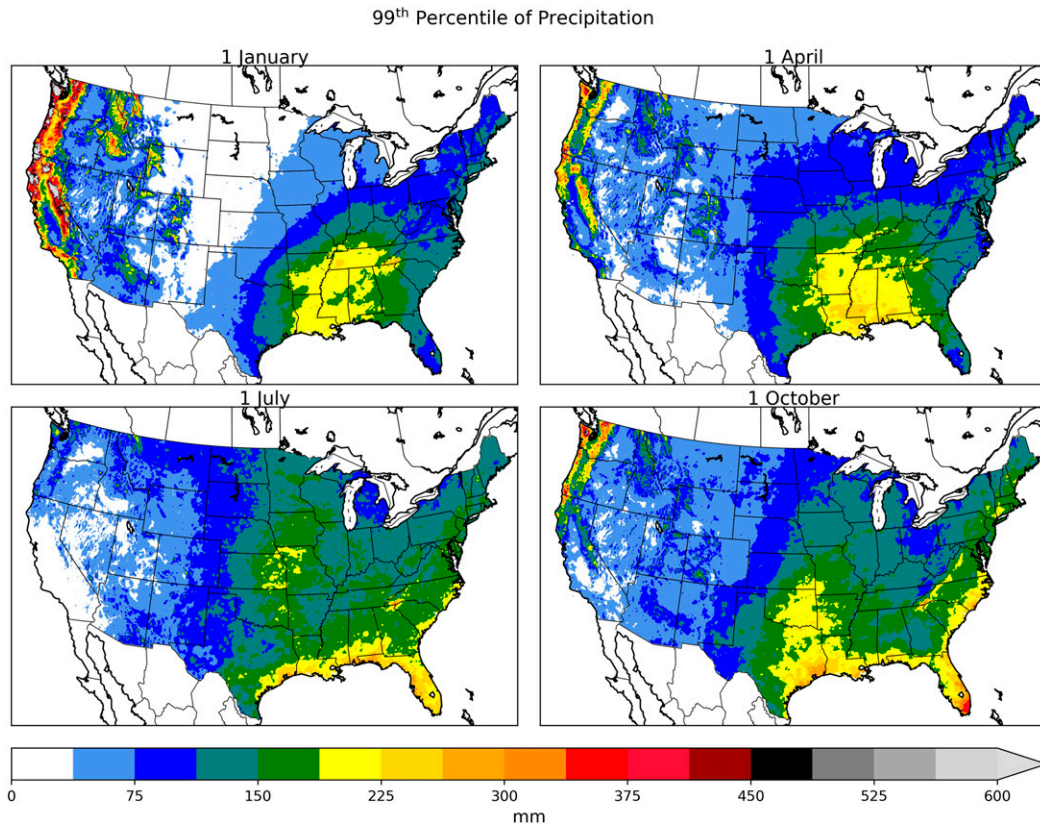 99th Percentile of Precipitation
1 January
1 April
1 July
1 October
0 75 150 225 300 375 450 525 600
mm